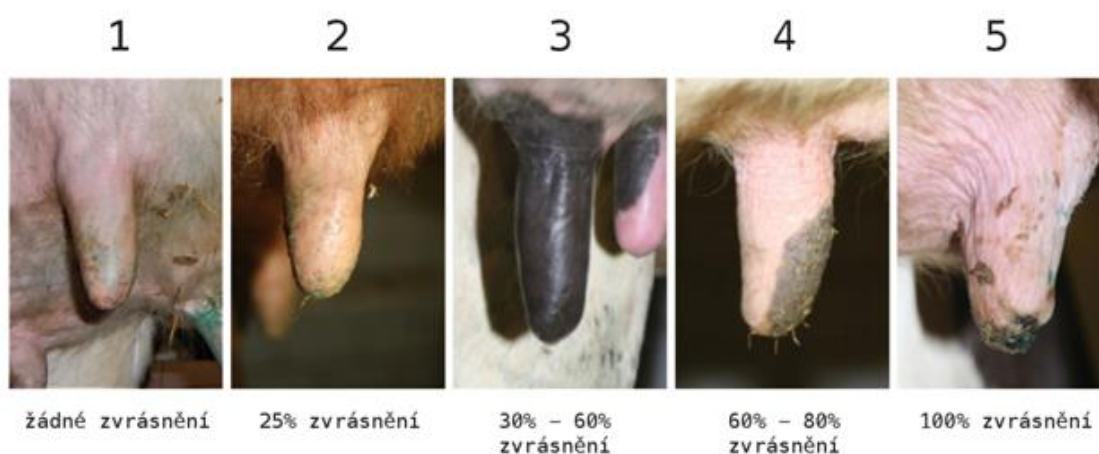 1 2 3 4 5
žádné zvrásnění 25% zvrásnění 30% – 60% 60% – 80% 100% zvrásnění
zvrásnění zvrásnění